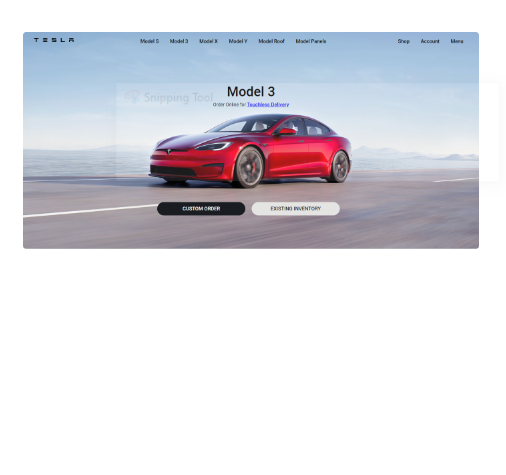 TESLA
Model S Model 3 Model X Model Y Model Roof Model Panels
Shop Account Menu
Snipping Tool
Model 3
Order Online for Touchless Delivery
CUSTOM ORDER
EXISTING INVENTORY